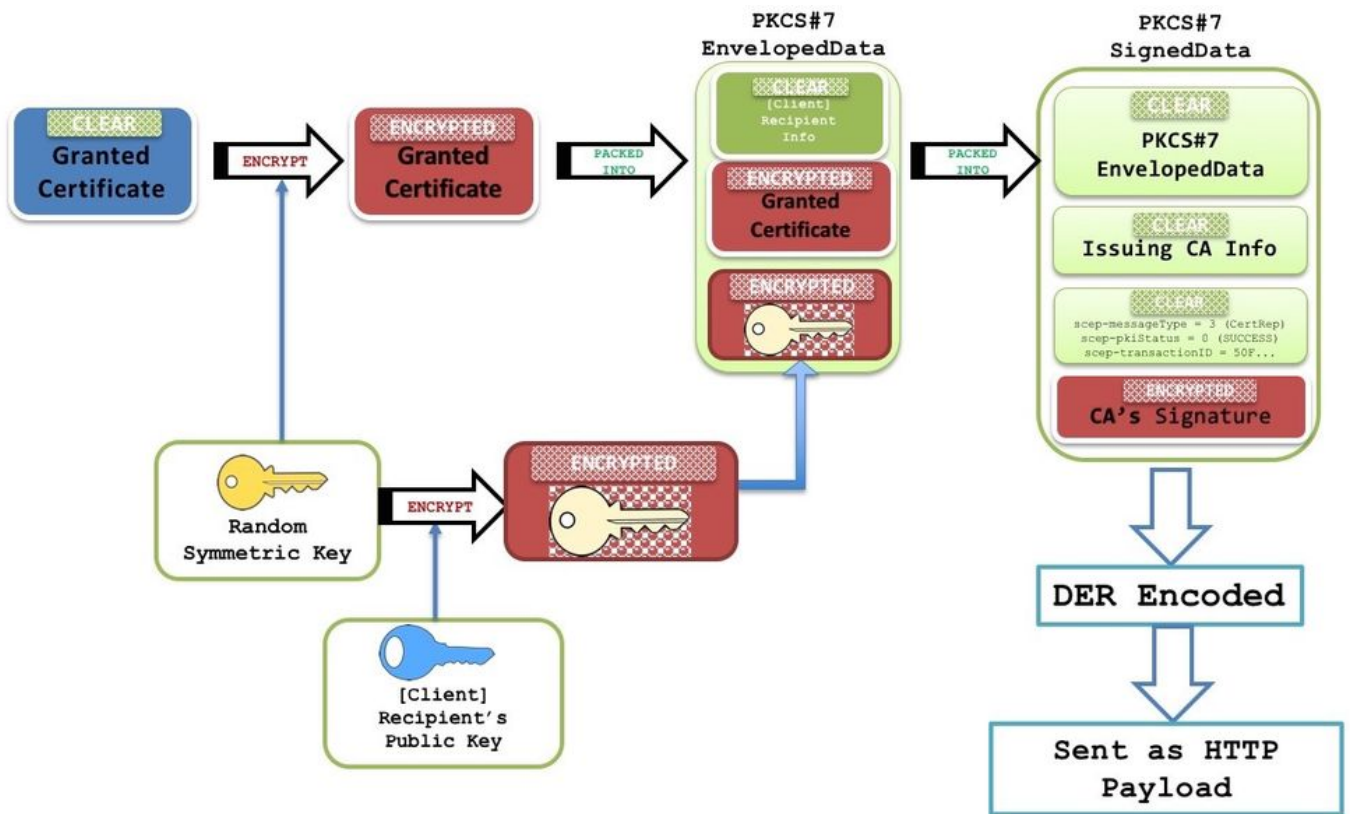 PKCS#7
EnvelopedData
PKCS#7
SignedData
CLEAR
Granted
Certificate
ENCRYPT
ENCRYPTED
Granted
Certificate
PACKED
INTO
CLEAR
[Client]
Recipient
Info
ENCRYPTED
Granted
Certificate
ENCRYPTED
PACKED
INTO
CLEAR
PKCS#7
EnvelopedData
CLEAR
Issuing CA Info
CLEAR
scep-messageType = 3 (CertRep)
scep-pkiStatus = 0 (SUCCESS)
scep-transactionID = 50F...
ENCRYPTED
CA's Signature
Random
Symmetric Key
ENCRYPT
ENCRYPTED
[Client]
Recipient's
Public Key
DER Encoded
Sent as HTTP
Payload